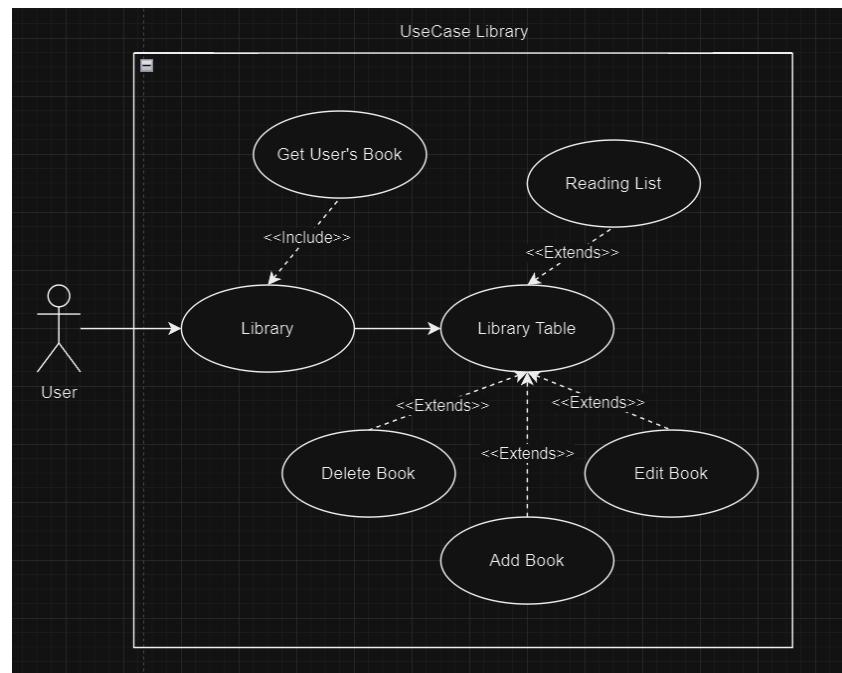 UseCase Library
Get User's Book
Reading List
<<Include>>
<<Extends>>
Library
Library Table
User
<<Extends>>
<<Extends>>
<<Extends>>
Delete Book
Edit Book
Add Book